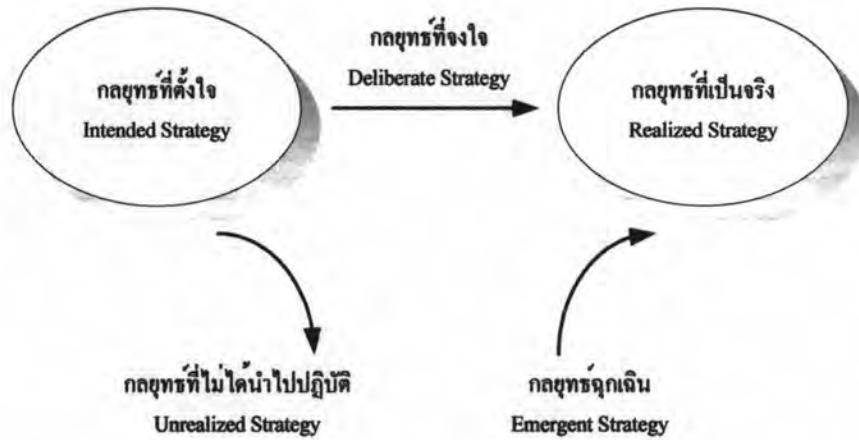 กลยุทธ์ที่จงใจ
Deliberate Strategy
กลยุทธ์ที่ตั้งใจ
Intended Strategy
กลยุทธ์ที่เป็นจริง
Realized Strategy
กลยุทธ์ที่ไม่ได้นำไปปฏิบัติ
Unrealized Strategy
กลยุทธ์ฉุกเฉิน
Emergent Strategy